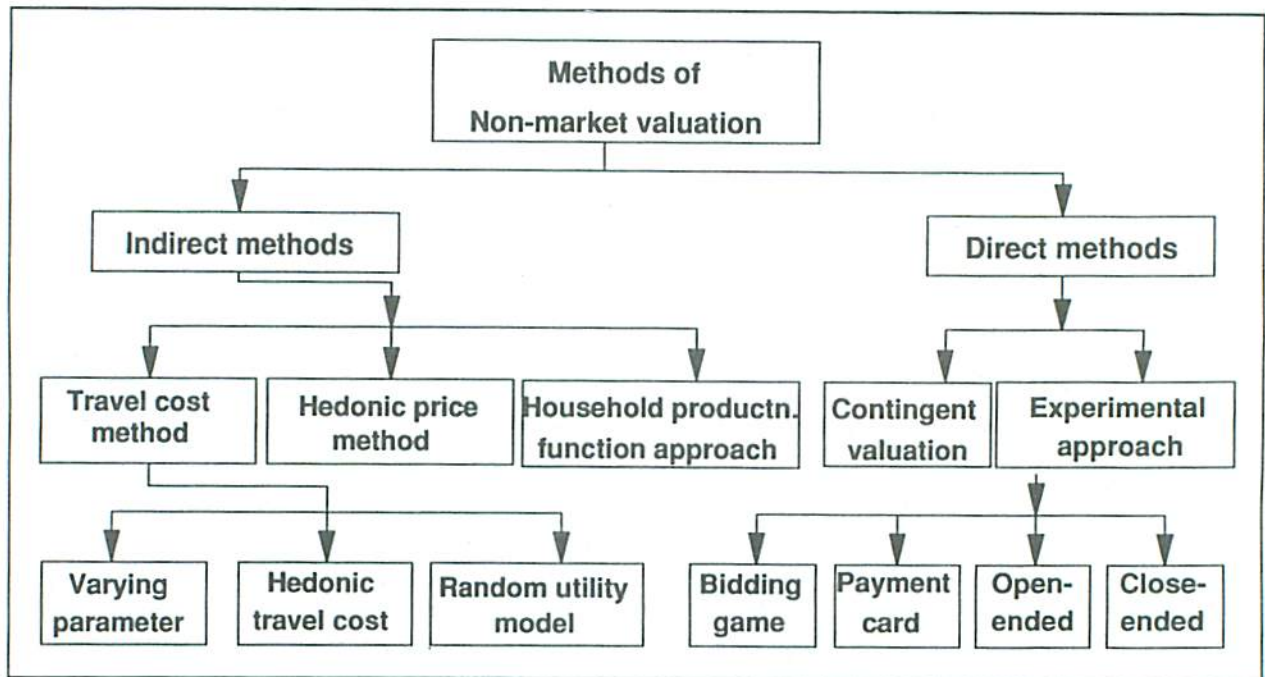 Methods of
Non-market valuation
Indirect methods
Direct methods
Travel cost
method
Hedonic price
method
Household productn.
function approach
Contingent
valuation
Experimental
approach
Varying
parameter
Hedonic
travel cost
Random utility
model
Bidding
game
Payment
card
Open-
ended
Close-
ended